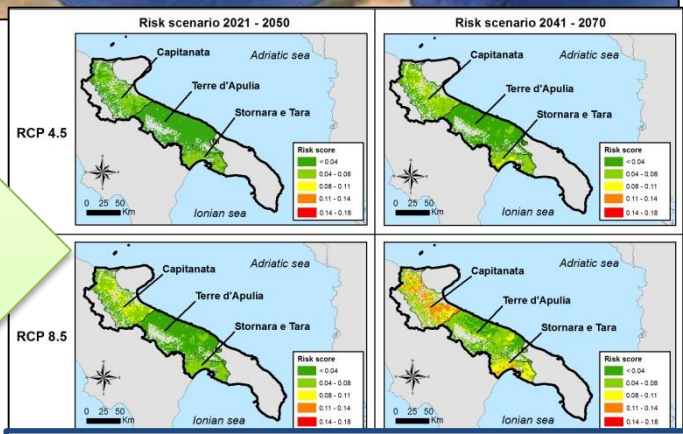 Risk scenario 2021 - 2050
Risk scenario 2041 - 2070
RCP 4.5
Capitanata
Adriatic sea
Terre d'Apulia
Stornara e Tara
Risk score
< 0.04
0.04 - 0.08
0.08 - 0.11
0.11 - 0.14
0.14 - 0.18
0 25 50
Km
Ionian sea
Capitanata
Adriatic sea
Terre d'Apulia
Stornara e Tara
Risk score
< 0.04
0.04 - 0.08
0.08 - 0.11
0.11 - 0.14
0.14 - 0.18
0 25 50
Km
Ionian sea
RCP 8.5
Capitanata
Adriatic sea
Terre d'Apulia
Stornara e Tara
Risk score
< 0.04
0.04 - 0.08
0.08 - 0.11
0.11 - 0.14
0.14 - 0.18
0 25 50
Km
Ionian sea
Capitanata
Adriatic sea
Terre d'Apulia
Stornara e Tara
Risk score
< 0.04
0.04 - 0.08
0.08 - 0.11
0.11 - 0.14
0.14 - 0.18
0 25 50
Km
Ionian sea